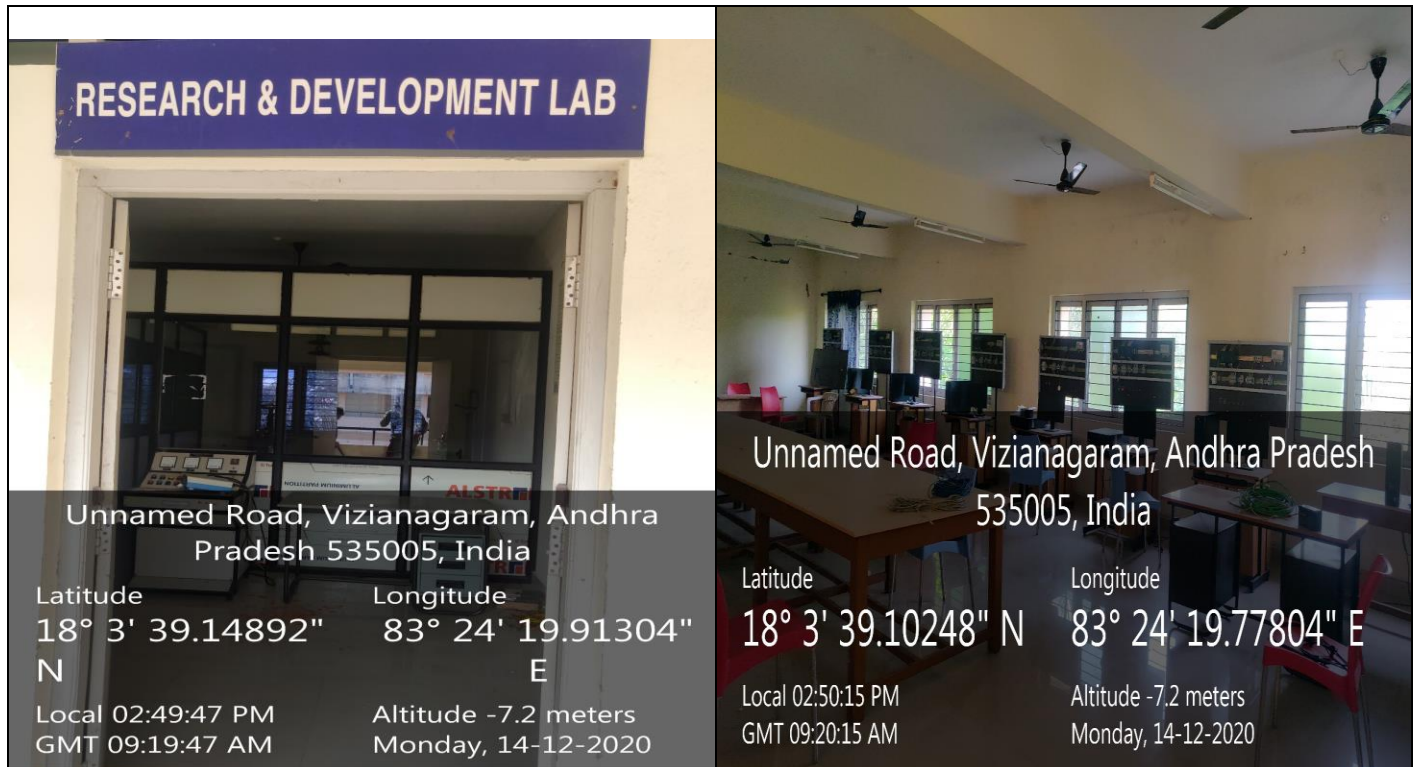 RESEARCH & DEVELOPMENT LAB
ALUMINIUM PARTITION
ALSTR
Unnamed Road, Vizianagaram, Andhra
Pradesh 535005, India
Latitude
Longitude
18° 3' 39.14892"
N
83° 24' 19.91304"
E
Local 02:49:47 PM
GMT 09:19:47 AM
Altitude -7.2 meters
Monday, 14-12-2020
Unnamed Road, Vizianagaram, Andhra Pradesh
535005, India
Latitude
Longitude
18° 3' 39.10248" N
83° 24' 19.77804" E
Local 02:50:15 PM
GMT 09:20:15 AM
Altitude -7.2 meters
Monday, 14-12-2020